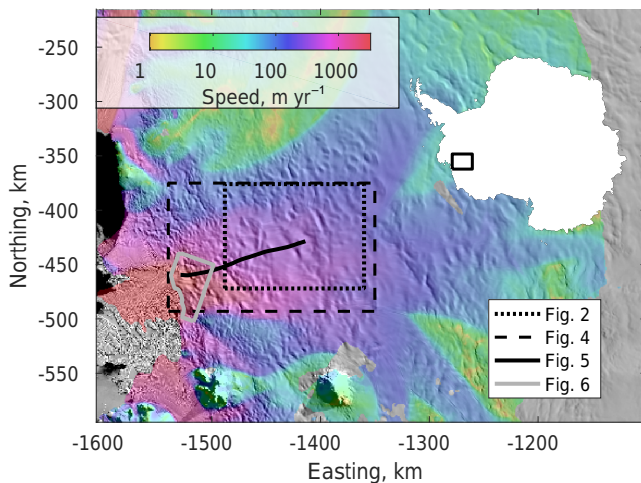 -250
-300
-350
-400
-450
-500
-550
Northing, km
1 10 100 1000
Speed, m yr⁻¹
Fig. 2
Fig. 4
Fig. 5
Fig. 6
-1600 -1500 -1400 -1300 -1200
Easting, km